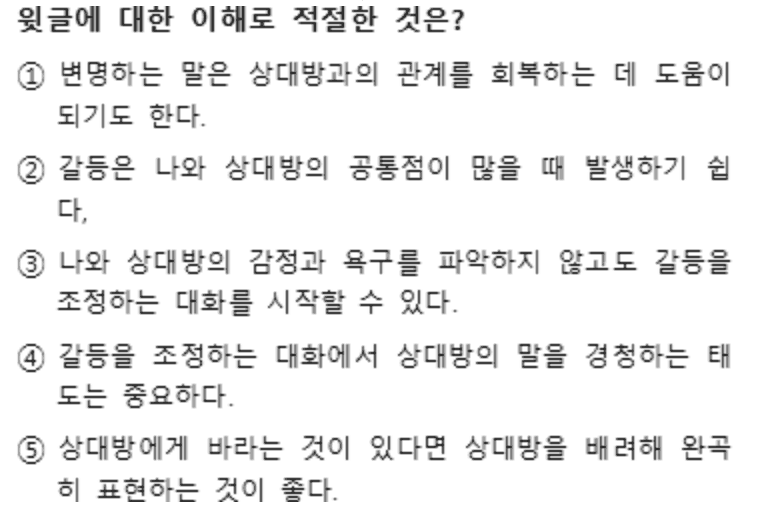 윗글에 대한 이해로 적절한 것은?
① 변명하는 말은 상대방과의 관계를 회복하는 데 도움이
되기도 한다.
② 갈등은 나와 상대방의 공통점이 많을 때 발생하기 쉽
다,
③ 나와 상대방의 감정과 욕구를 파악하지 않고도 갈등을
조정하는 대화를 시작할 수 있다.
④ 갈등을 조정하는 대화에서 상대방의 말을 경청하는 태
도는 중요하다.
⑤ 상대방에게 바라는 것이 있다면 상대방을 배려해 완곡
히 표현하는 것이 좋다.